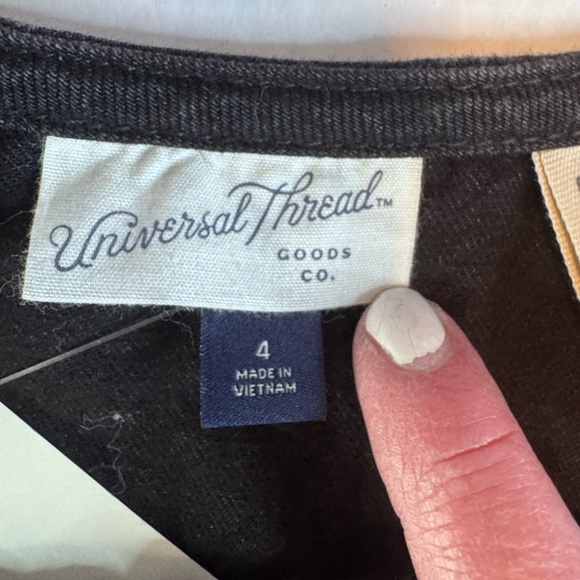 Universal Thread™
GOODS
CO.
4
MADE IN
VIETNAM